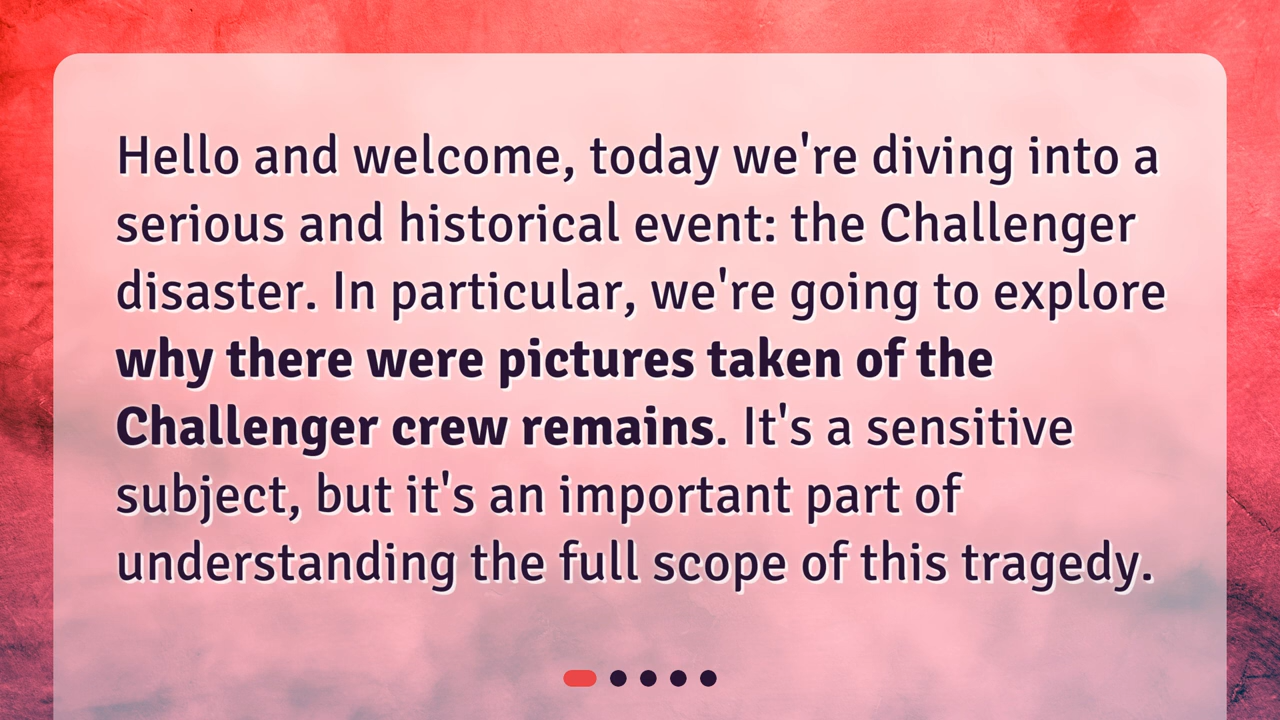 Hello and welcome, today we're diving into a
serious and historical event: the Challenger
disaster. In particular, we're going to explore
why there were pictures taken of the
Challenger crew remains. It's a sensitive
subject, but it's an important part of
understanding the full scope of this tragedy.